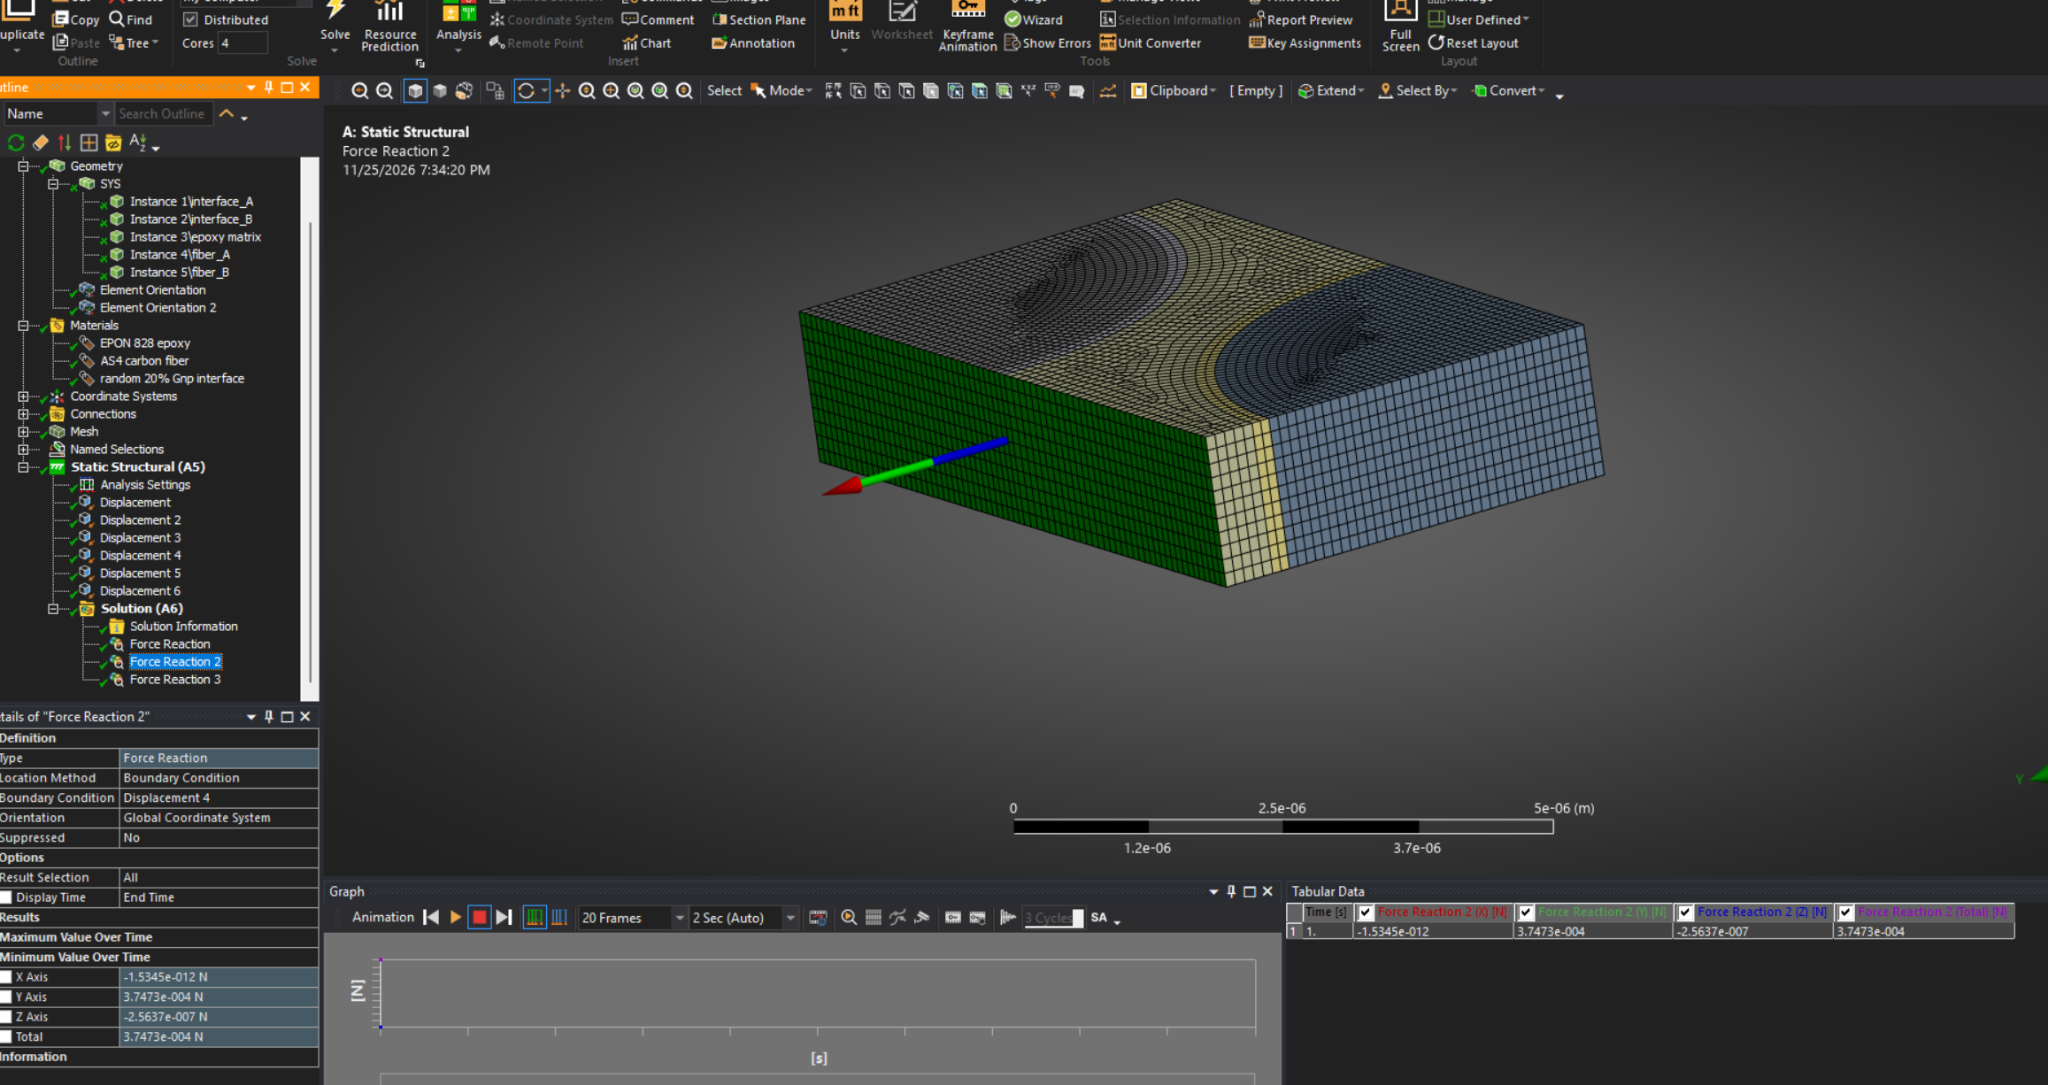 uplicate
Copy
Find
Paste
Tree
Outline
Distributed
Cores 4
Solve
Resource Prediction
Solve
Analysis
Coordinate System
Remote Point
Comment
Chart
Section Plane
Annotation
Insert
Units
Worksheet
Keyframe Animation
Wizard
Show Errors
Selection Information
Unit Converter
Report Preview
Key Assignments
Tools
Full Screen
User Defined
Reset Layout
Layout
utline
Name
Search Outline
Select
Mode
Clipboard
[ Empty ]
Extend
Select By
Convert
A: Static Structural
Force Reaction 2
11/25/2026 7:34:20 PM
Geometry
SYS
Instance 1\interface_A
Instance 2\interface_B
Instance 3\epoxy matrix
Instance 4\fiber_A
Instance 5\fiber_B
Element Orientation
Element Orientation 2
Materials
EPON 828 epoxy
AS4 carbon fiber
random 20% Gnp interface
Coordinate Systems
Connections
Mesh
Named Selections
Static Structural (A5)
Analysis Settings
Displacement
Displacement 2
Displacement 3
Displacement 4
Displacement 5
Displacement 6
Solution (A6)
Solution Information
Force Reaction
Force Reaction 2
Force Reaction 3
etails of "Force Reaction 2"
Definition
Type Force Reaction
Location Method Boundary Condition
Boundary Condition Displacement 4
Orientation Global Coordinate System
Suppressed No
Options
Result Selection All
Display Time End Time
Results
Maximum Value Over Time
Minimum Value Over Time
X Axis -1.5345e-012 N
Y Axis 3.7473e-004 N
Z Axis -2.5637e-007 N
Total 3.7473e-004 N
Information
0 2.5e-06 5e-06 (m)
1.2e-06 3.7e-06
Y
Graph
Animation
20 Frames
2 Sec (Auto)
3 Cycles
SA
[N]
[s]
Tabular Data
Time [s] Force Reaction 2 (X) [N] Force Reaction 2 (Y) [N] Force Reaction 2 (Z) [N] Force Reaction 2 (Total) [N]
1 1. -1.5345e-012 3.7473e-004 -2.5637e-007 3.7473e-004